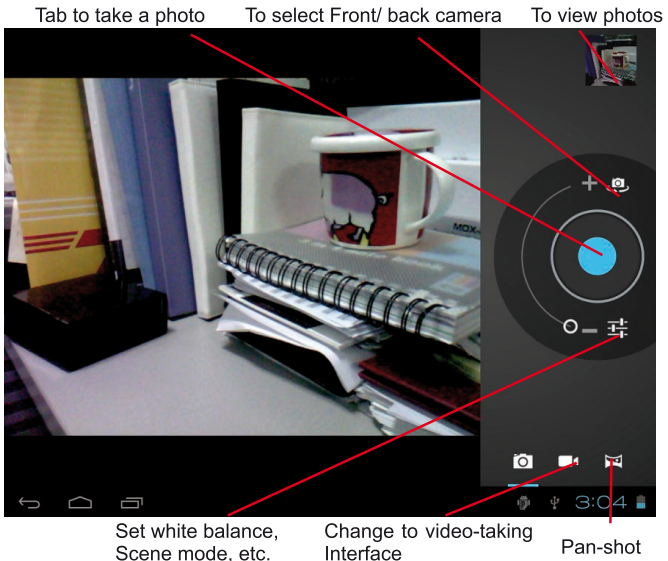 Tab to take a photo
To select Front/ back camera
To view photos
MOX
3:04
Set white balance,
Scene mode, etc.
Change to video-taking
Interface
Pan-shot